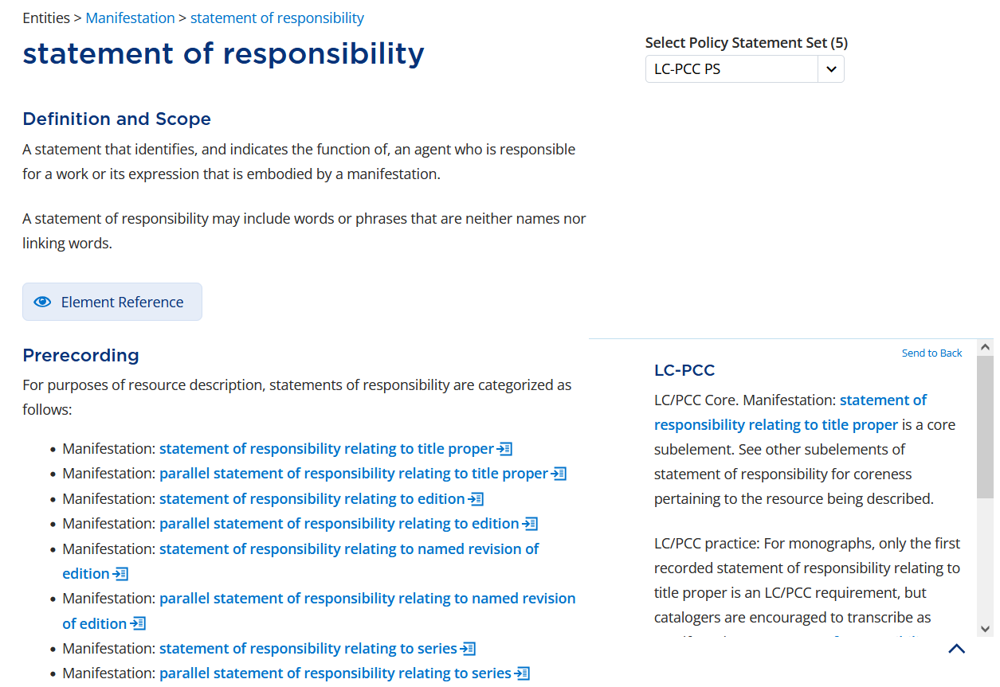 Entities > Manifestation > statement of responsibility
statement of responsibility
Select Policy Statement Set (5)
LC-PCC PS
Definition and Scope
A statement that identifies, and indicates the function of, an agent who is responsible
for a work or its expression that is embodied by a manifestation.
A statement of responsibility may include words or phrases that are neither names nor
linking words.
Element Reference
Prerecording
For purposes of resource description, statements of responsibility are categorized as
follows:
• Manifestation: statement of responsibility relating to title proper
• Manifestation: parallel statement of responsibility relating to title proper
• Manifestation: statement of responsibility relating to edition
• Manifestation: parallel statement of responsibility relating to edition
• Manifestation: statement of responsibility relating to named revision of
edition
• Manifestation: parallel statement of responsibility relating to named revision
of edition
• Manifestation: statement of responsibility relating to series
• Manifestation: parallel statement of responsibility relating to series
Send to Back
LC-PCC
LC/PCC Core. Manifestation: statement of
responsibility relating to title proper is a core
subelement. See other subelements of
statement of responsibility for coreness
pertaining to the resource being described.
LC/PCC practice: For monographs, only the first
recorded statement of responsibility relating to
title proper is an LC/PCC requirement, but
catalogers are encouraged to transcribe as